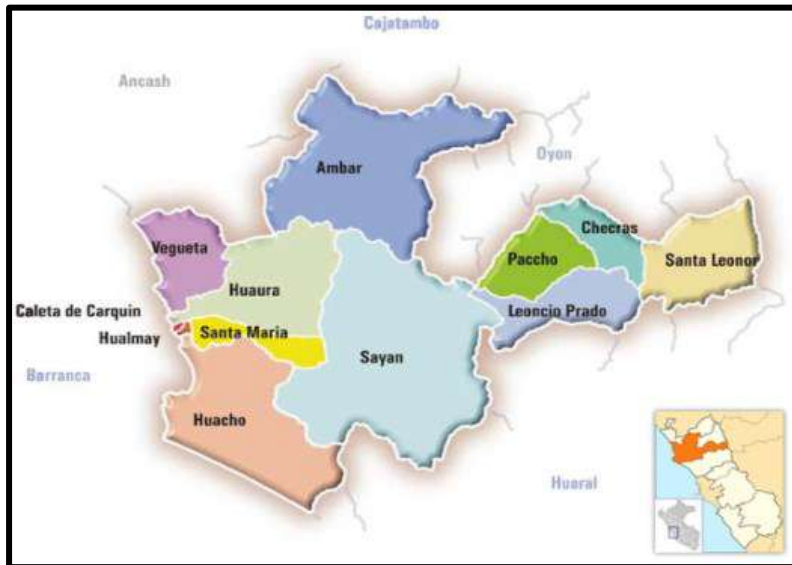 Cajatambo
Ancash
Ambar
Oyon
Checras
Vegueta
Paccho
Santa Leonor
Huaura
Caleta de Carquin
Leoncio Prado
Hualmay
Santa Maria
Sayan
Barranca
Huacho
Huaral